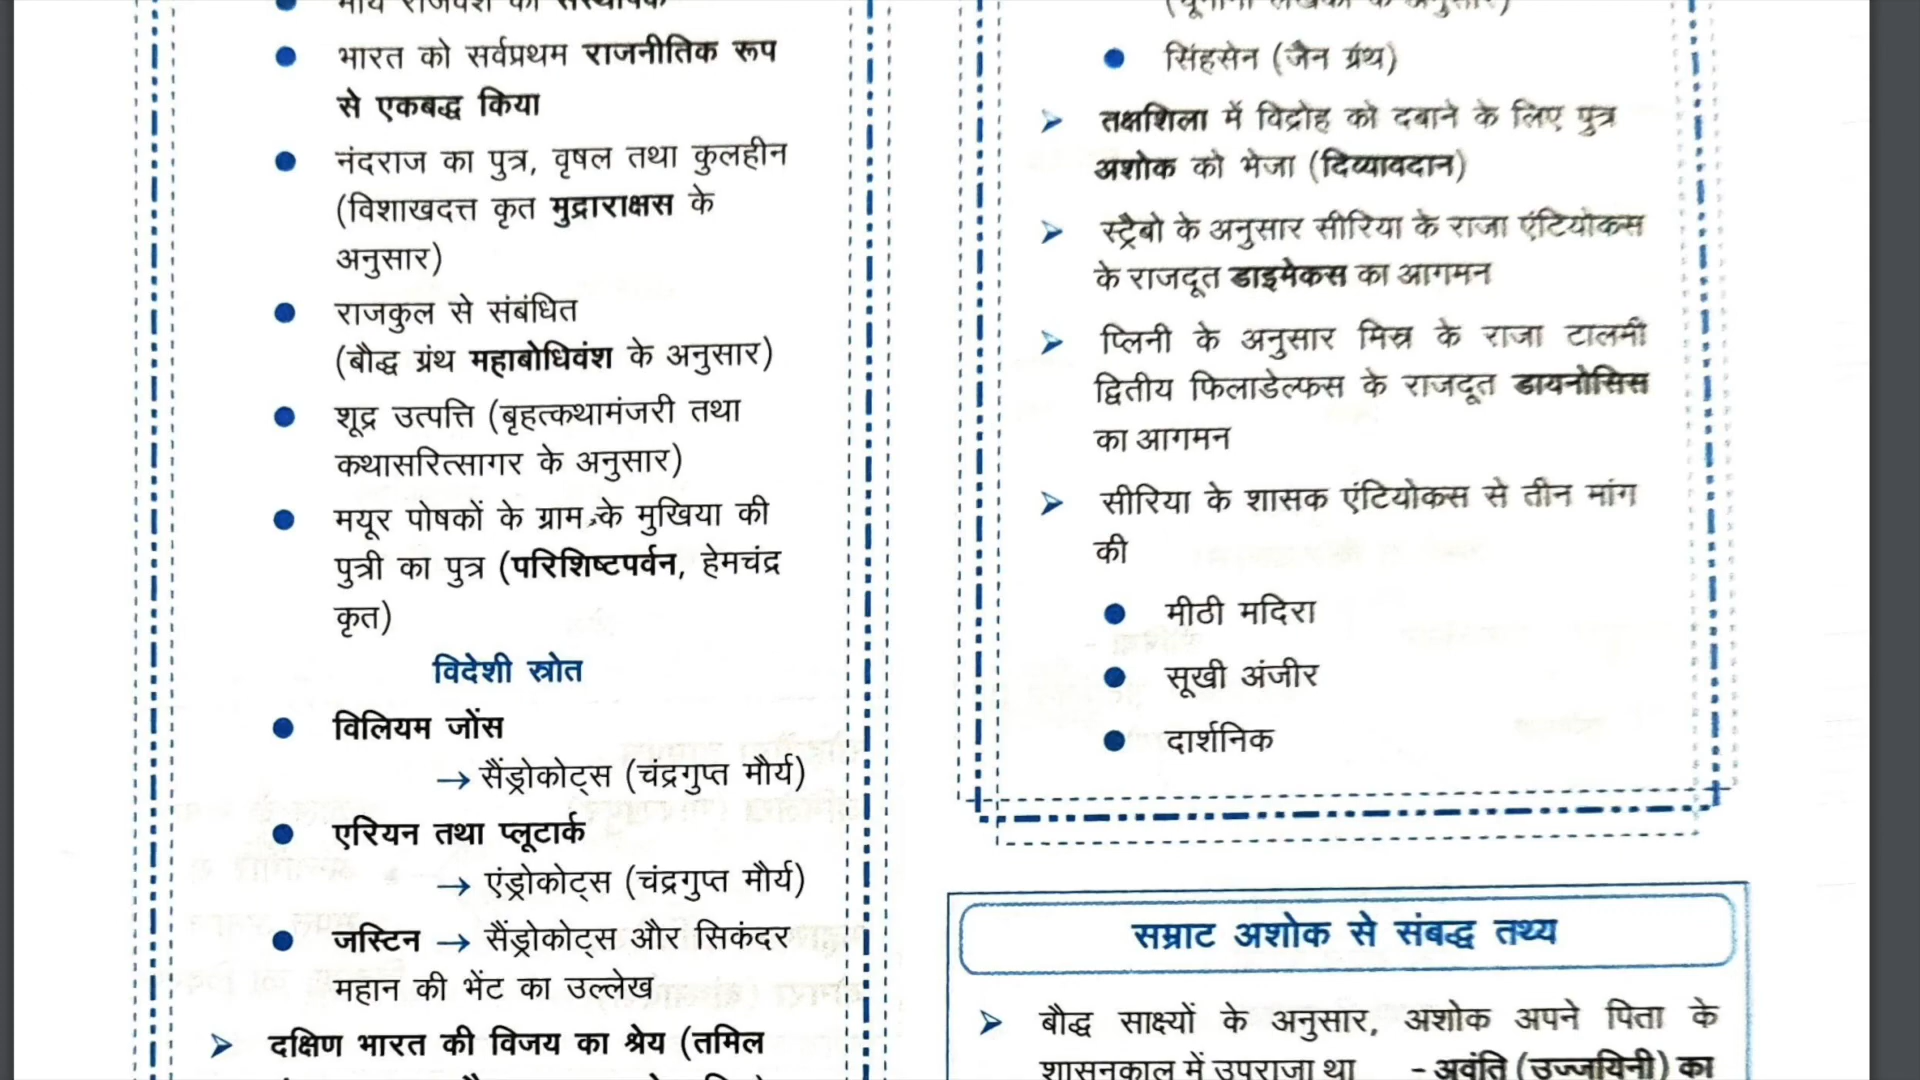 मौर्य राजवंश का संस्थापक
भारत को सर्वप्रथम राजनीतिक रूप
से एकबद्ध किया
नंदराज का पुत्र, वृषल तथा कुलहीन
(विशाखदत्त कृत मुद्राराक्षस के
अनुसार)
राजकुल से संबंधित
(बौद्ध ग्रंथ महाबोधिवंश के अनुसार)
शूद्र उत्पत्ति (बृहत्कथामंजरी तथा
कथासरित्सागर के अनुसार)
मयूर पोषकों के ग्राम के मुखिया की
पुत्री का पुत्र (परिशिष्टपर्वन, हेमचंद्र
कृत)
विदेशी स्रोत
विलियम जोंस
→ सैंड्रोकोट्स (चंद्रगुप्त मौर्य)
एरियन तथा प्लूटार्क
→ एंड्रोकोट्स (चंद्रगुप्त मौर्य)
जस्टिन → सैंड्रोकोट्स और सिकंदर
महान की भेंट का उल्लेख
दक्षिण भारत की विजय का श्रेय (तमिल
(यूनानी लेखकों के अनुसार)
सिंहसेन (जैन ग्रंथ)
तक्षशिला में विद्रोह को दबाने के लिए पुत्र
अशोक को भेजा (दिव्यावदान)
स्ट्रैबो के अनुसार सीरिया के राजा एंटियोकस
के राजदूत डाइमेकस का आगमन
प्लिनी के अनुसार मिस्र के राजा टालमी
द्वितीय फिलाडेल्फस के राजदूत डायनोसिस
का आगमन
सीरिया के शासक एंटियोकस से तीन मांग
की
मीठी मदिरा
सूखी अंजीर
दार्शनिक
सम्राट अशोक से संबद्ध तथ्य
बौद्ध साक्ष्यों के अनुसार, अशोक अपने पिता के
शासनकाल में उपराजा था - अवंति (उज्जयिनी) का